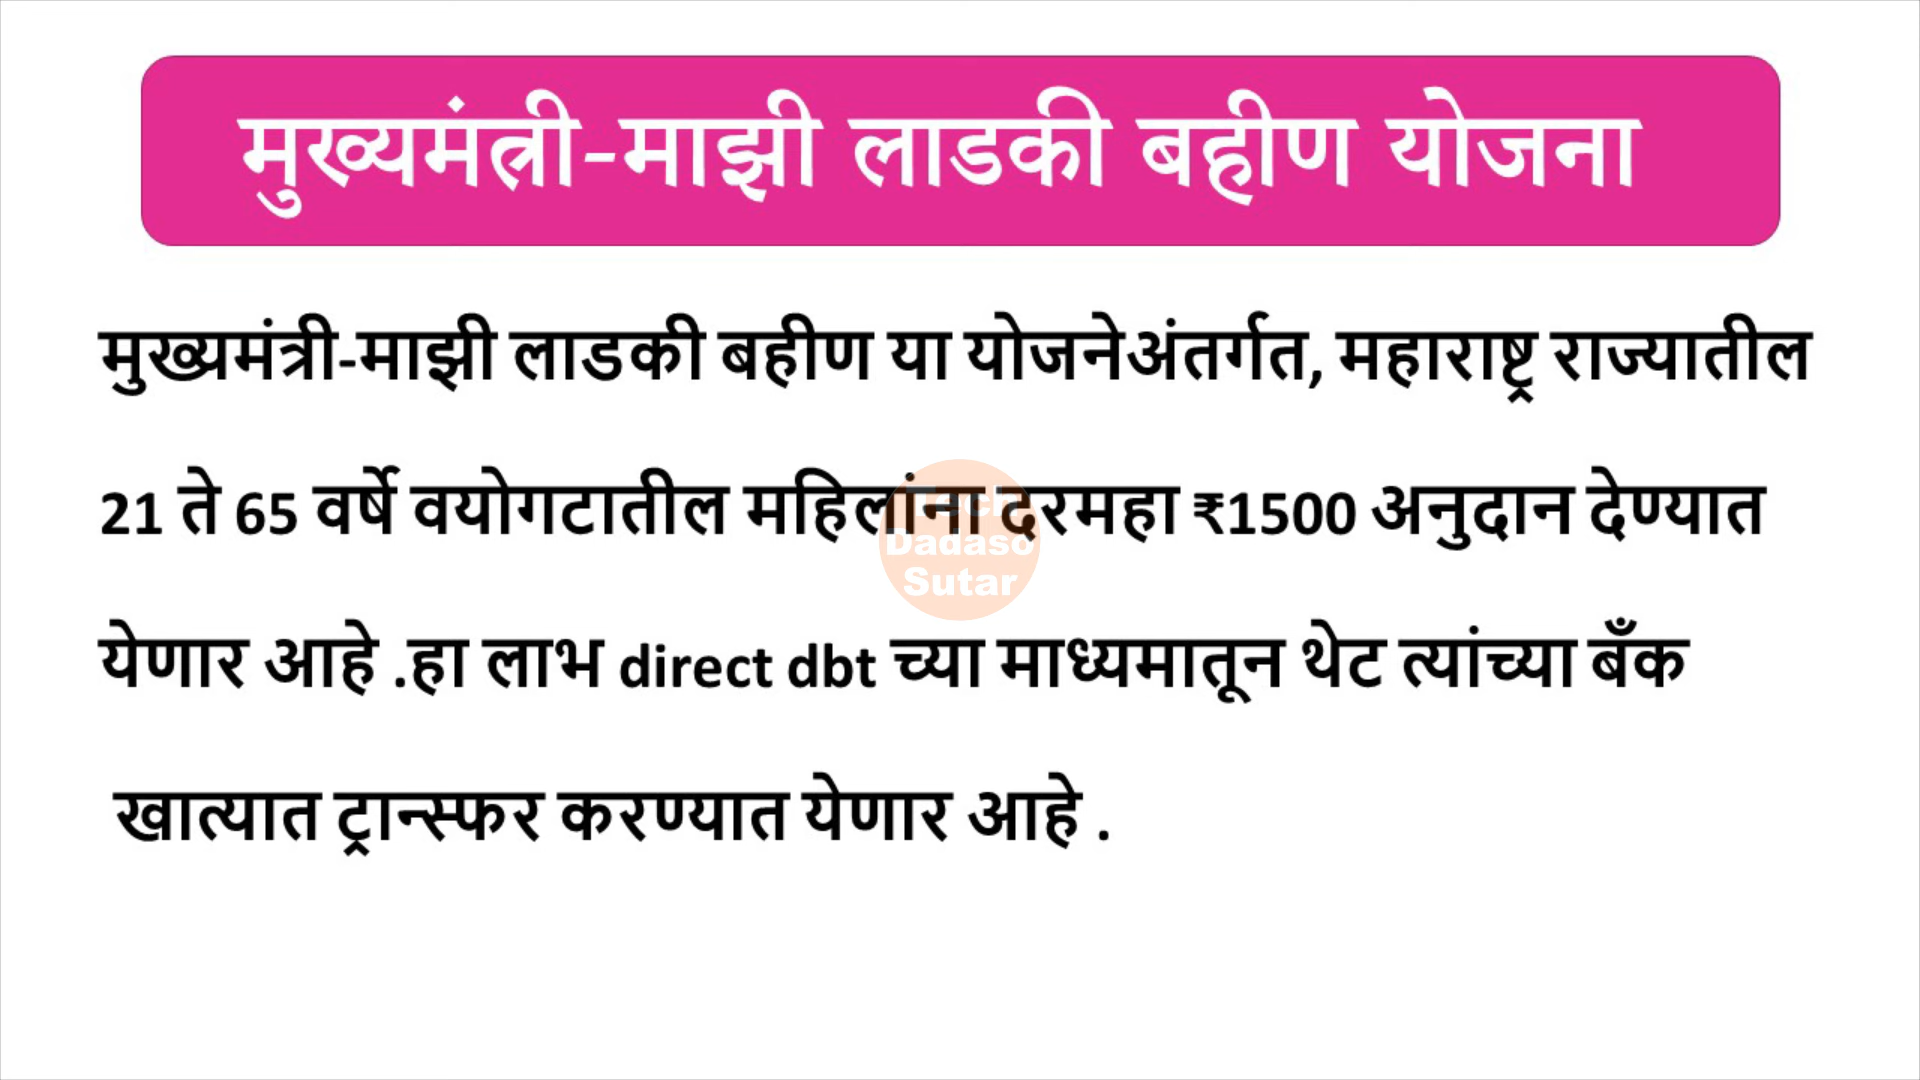 मुख्यमंत्री-माझी लाडकी बहीण योजना
मुख्यमंत्री-माझी लाडकी बहीण या योजनेअंतर्गत, महाराष्ट्र राज्यातील
21 ते 65 वर्षे वयोगटातील महिलांना दरमहा ₹1500 अनुदान देण्यात
येणार आहे .हा लाभ direct dbt च्या माध्यमातून थेट त्यांच्या बँक
खात्यात ट्रान्स्फर करण्यात येणार आहे .
Tech
Dadaso
Sutar